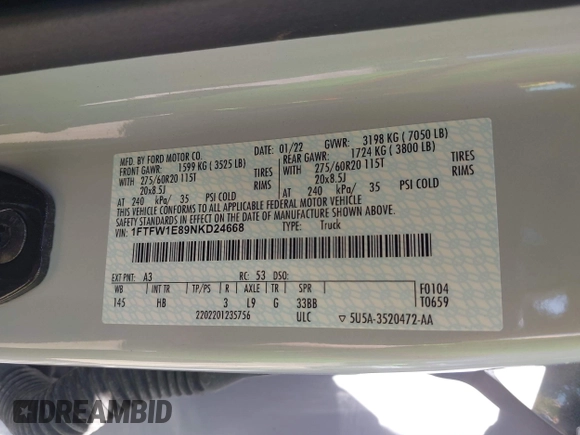 MFD. BY FORD MOTOR CO. 01/22 GVWR: 3198 KG ( 7050 LB)
FRONT GAWR: 1599 KG ( 3525 LB) REAR GAWR: 1724 KG ( 3800 LB)
WITH 275/60R20 115T TIRES WITH 275/60R20 115T TIRES
20x8.5J RIMS 20x8.5J RIMS
AT 240 kPa/ 35 PSI COLD AT 240 kPa/ 35 PSI COLD
THIS VEHICLE CONFORMS TO ALL APPLICABLE FEDERAL MOTOR VEHICLE
SAFETY STANDARDS IN EFFECT ON THE DATE OF MANUFACTURE SHOWN ABOVE.
VIN: 1FTFW1E89NKD24668 TYPE: Truck
EXT PNT: A3 RC: 53 DSO:
WB INT TR TP/PS R AXLE TR SPR F0104
145 HB 3 L9 G 33BB T0659
2202201235756 ULC ▽ 5U5A-3520472-AA
DREAMBID